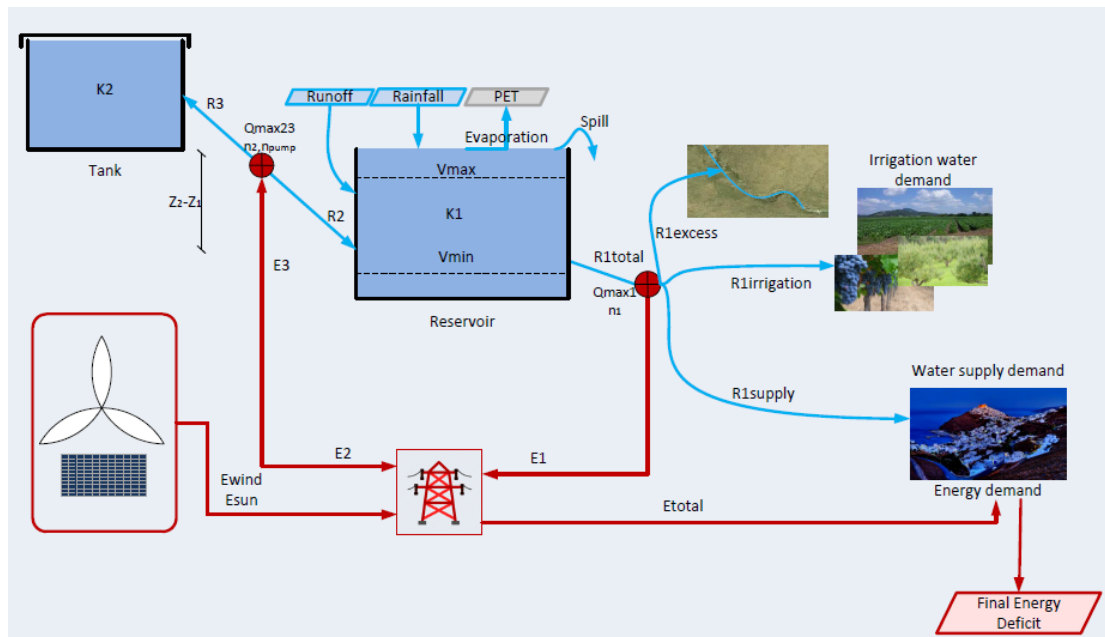 K2
R3
Tank
Qmax23
n2,npump
Z2-Z1
R2
E3
Runoff
Rainfall
PET
Evaporation
Spill
Vmax
K1
Vmin
Reservoir
R1total
Qmax1
n1
R1excess
Irrigation water
demand
R1irrigation
Water supply demand
R1supply
Energy demand
E2
E1
Ewind
Esun
Etotal
Final Energy
Deficit